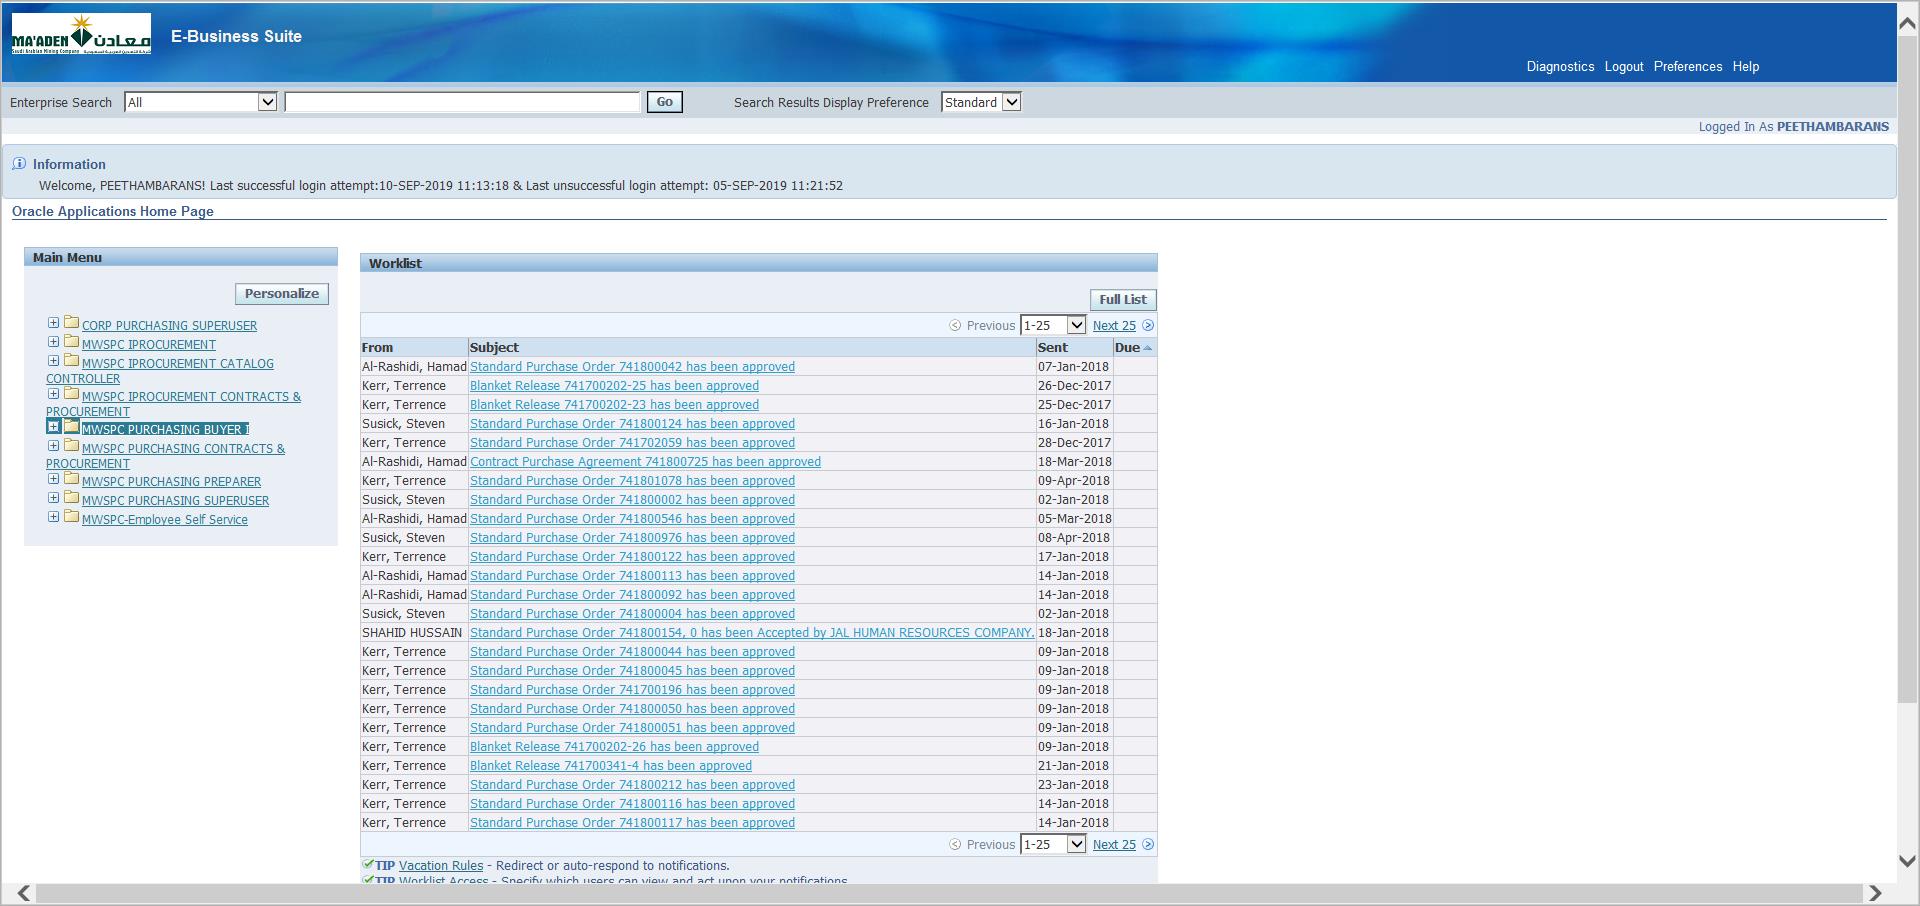 MA'ADEN معادن
Saudi Arabian Mining Company
E-Business Suite
Diagnostics Logout Preferences Help
Enterprise Search All Go Search Results Display Preference Standard
Logged In As PEETHAMBARANS
Information
Welcome, PEETHAMBARANS! Last successful login attempt:10-SEP-2019 11:13:18 & Last unsuccessful login attempt: 05-SEP-2019 11:21:52
Oracle Applications Home Page
Main Menu
Personalize
CORP PURCHASING SUPERUSER
MWSPC IPROCUREMENT
MWSPC IPROCUREMENT CATALOG
CONTROLLER
MWSPC IPROCUREMENT CONTRACTS &
PROCUREMENT
MWSPC PURCHASING BUYER I
MWSPC PURCHASING CONTRACTS &
PROCUREMENT
MWSPC PURCHASING PREPARER
MWSPC PURCHASING SUPERUSER
MWSPC-Employee Self Service
Worklist
Full List
Previous 1-25 Next 25
From Subject Sent Due
Al-Rashidi, Hamad Standard Purchase Order 741800042 has been approved 07-Jan-2018
Kerr, Terrence Blanket Release 741700202-25 has been approved 26-Dec-2017
Kerr, Terrence Blanket Release 741700202-23 has been approved 25-Dec-2017
Susick, Steven Standard Purchase Order 741800124 has been approved 16-Jan-2018
Kerr, Terrence Standard Purchase Order 741702059 has been approved 28-Dec-2017
Al-Rashidi, Hamad Contract Purchase Agreement 741800725 has been approved 18-Mar-2018
Kerr, Terrence Standard Purchase Order 741801078 has been approved 09-Apr-2018
Susick, Steven Standard Purchase Order 741800002 has been approved 02-Jan-2018
Al-Rashidi, Hamad Standard Purchase Order 741800546 has been approved 05-Mar-2018
Susick, Steven Standard Purchase Order 741800976 has been approved 08-Apr-2018
Kerr, Terrence Standard Purchase Order 741800122 has been approved 17-Jan-2018
Al-Rashidi, Hamad Standard Purchase Order 741800113 has been approved 14-Jan-2018
Al-Rashidi, Hamad Standard Purchase Order 741800092 has been approved 14-Jan-2018
Susick, Steven Standard Purchase Order 741800004 has been approved 02-Jan-2018
SHAHID HUSSAIN Standard Purchase Order 741800154, 0 has been Accepted by JAL HUMAN RESOURCES COMPANY. 18-Jan-2018
Kerr, Terrence Standard Purchase Order 741800044 has been approved 09-Jan-2018
Kerr, Terrence Standard Purchase Order 741800045 has been approved 09-Jan-2018
Kerr, Terrence Standard Purchase Order 741700196 has been approved 09-Jan-2018
Kerr, Terrence Standard Purchase Order 741800050 has been approved 09-Jan-2018
Kerr, Terrence Standard Purchase Order 741800051 has been approved 09-Jan-2018
Kerr, Terrence Blanket Release 741700202-26 has been approved 09-Jan-2018
Kerr, Terrence Blanket Release 741700341-4 has been approved 21-Jan-2018
Kerr, Terrence Standard Purchase Order 741800212 has been approved 23-Jan-2018
Kerr, Terrence Standard Purchase Order 741800116 has been approved 14-Jan-2018
Kerr, Terrence Standard Purchase Order 741800117 has been approved 14-Jan-2018
Previous 1-25 Next 25
TIP Vacation Rules - Redirect or auto-respond to notifications.
TIP Worklist Access - Specify which users can view and act upon your notifications.